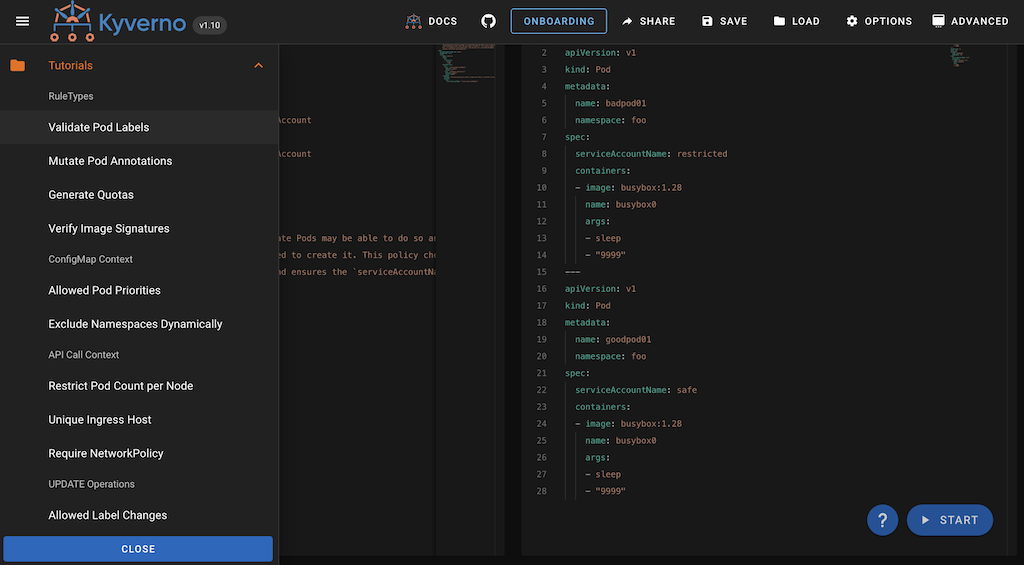 Kyverno
v1.10
DOCS
ONBOARDING
SHARE
SAVE
LOAD
OPTIONS
ADVANCED
Tutorials
RuleTypes
Validate Pod Labels
Mutate Pod Annotations
Generate Quotas
Verify Image Signatures
ConfigMap Context
Allowed Pod Priorities
Exclude Namespaces Dynamically
API Call Context
Restrict Pod Count per Node
Unique Ingress Host
Require NetworkPolicy
UPDATE Operations
Allowed Label Changes
CLOSE
Account
Account
ate Pods may be able to do so
ed to create it. This policy
nd ensures the `serviceAccountNa
2 apiVersion: v1
3 kind: Pod
4 metadata:
5 name: badpod01
6 namespace: foo
7 spec:
8 serviceAccountName: restricted
9 containers:
10 - image: busybox:1.28
11 name: busybox0
12 args:
13 - sleep
14 - "9999"
15 ---
16 apiVersion: v1
17 kind: Pod
18 metadata:
19 name: goodpod01
20 namespace: foo
21 spec:
22 serviceAccountName: safe
23 containers:
24 - image: busybox:1.28
25 name: busybox0
26 args:
27 - sleep
28 - "9999"
?
START